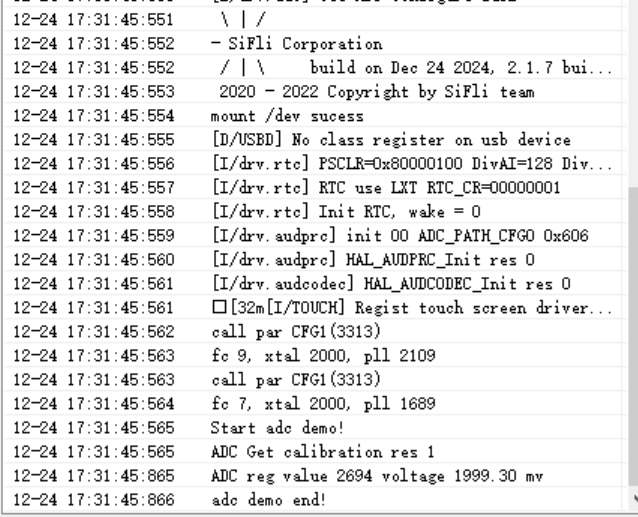 12-24 17:31:45:551 \ | /
12-24 17:31:45:552 - SiFli Corporation
12-24 17:31:45:552 / | \ build on Dec 24 2024, 2.1.7 bui...
12-24 17:31:45:553 2020 - 2022 Copyright by SiFli team
12-24 17:31:45:554 mount /dev sucess
12-24 17:31:45:555 [D/USBD] No class register on usb device
12-24 17:31:45:556 [I/drv.rtc] PSCLR=0x80000100 DivAI=128 Div...
12-24 17:31:45:557 [I/drv.rtc] RTC use LXT RTC_CR=00000001
12-24 17:31:45:558 [I/drv.rtc] Init RTC, wake = 0
12-24 17:31:45:559 [I/drv.audprc] init 00 ADC_PATH_CFG0 0x606
12-24 17:31:45:560 [I/drv.audprc] HAL_AUDPRC_Init res 0
12-24 17:31:45:561 [I/drv.audcodec] HAL_AUDCODEC_Init res 0
12-24 17:31:45:561 □[32m[I/TOUCH] Regist touch screen driver...
12-24 17:31:45:562 call par CFG1(3313)
12-24 17:31:45:563 fc 9, xtal 2000, pll 2109
12-24 17:31:45:563 call par CFG1(3313)
12-24 17:31:45:564 fc 7, xtal 2000, pll 1689
12-24 17:31:45:565 Start adc demo!
12-24 17:31:45:565 ADC Get calibration res 1
12-24 17:31:45:865 ADC reg value 2694 voltage 1999.30 mv
12-24 17:31:45:866 adc demo end!